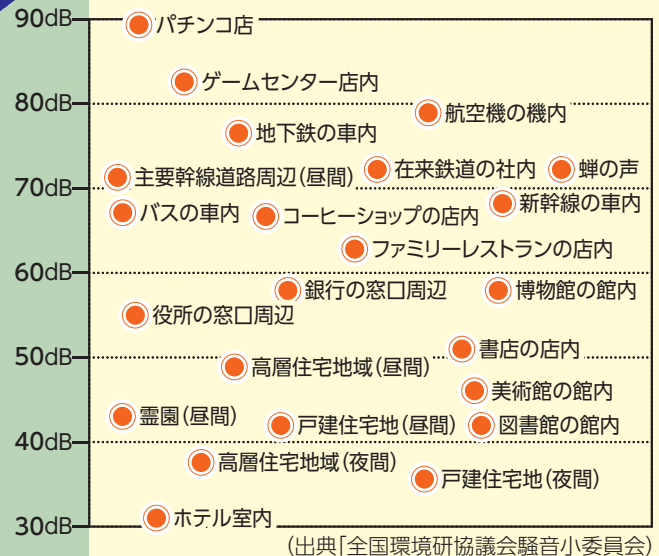 90dB
パチンコ店
ゲームセンター店内
80dB
航空機の機内
地下鉄の車内
主要幹線道路周辺(昼間)
在来鉄道の社内
蝉の声
70dB
バスの車内
コーヒーショップの店内
新幹線の車内
ファミリーレストランの店内
60dB
銀行の窓口周辺
博物館の館内
役所の窓口周辺
50dB
書店の店内
高層住宅地域(昼間)
美術館の館内
霊園(昼間)
戸建住宅地(昼間)
図書館の館内
40dB
高層住宅地域(夜間)
戸建住宅地(夜間)
ホテル室内
30dB
(出典「全国環境研協議会騒音小委員会)